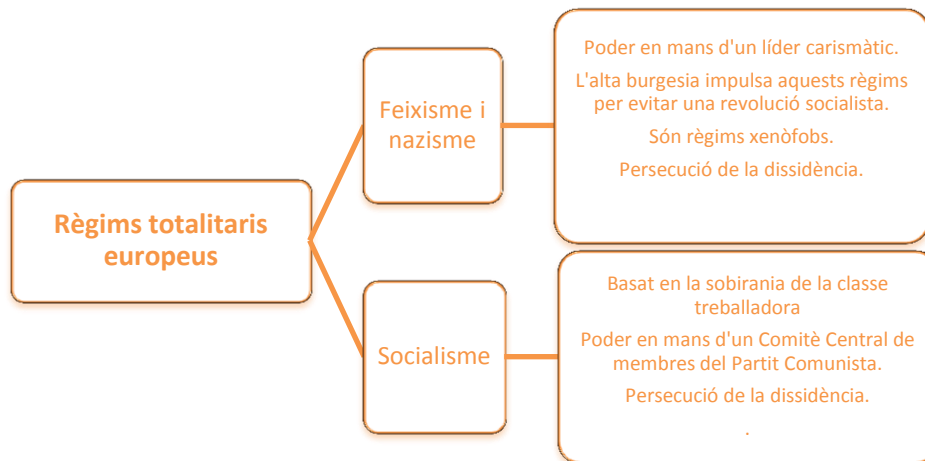 Règims totalitaris
europeus
Feixisme i
nazisme
Poder en mans d'un líder carismàtic.
L'alta burgesia impulsa aquests règims
per evitar una revolució socialista.
Són règims xenòfobs.
Persecució de la dissidència.
Socialisme
Basat en la sobirania de la classe
treballadora
Poder en mans d'un Comitè Central de
membres del Partit Comunista.
Persecució de la dissidència.
.